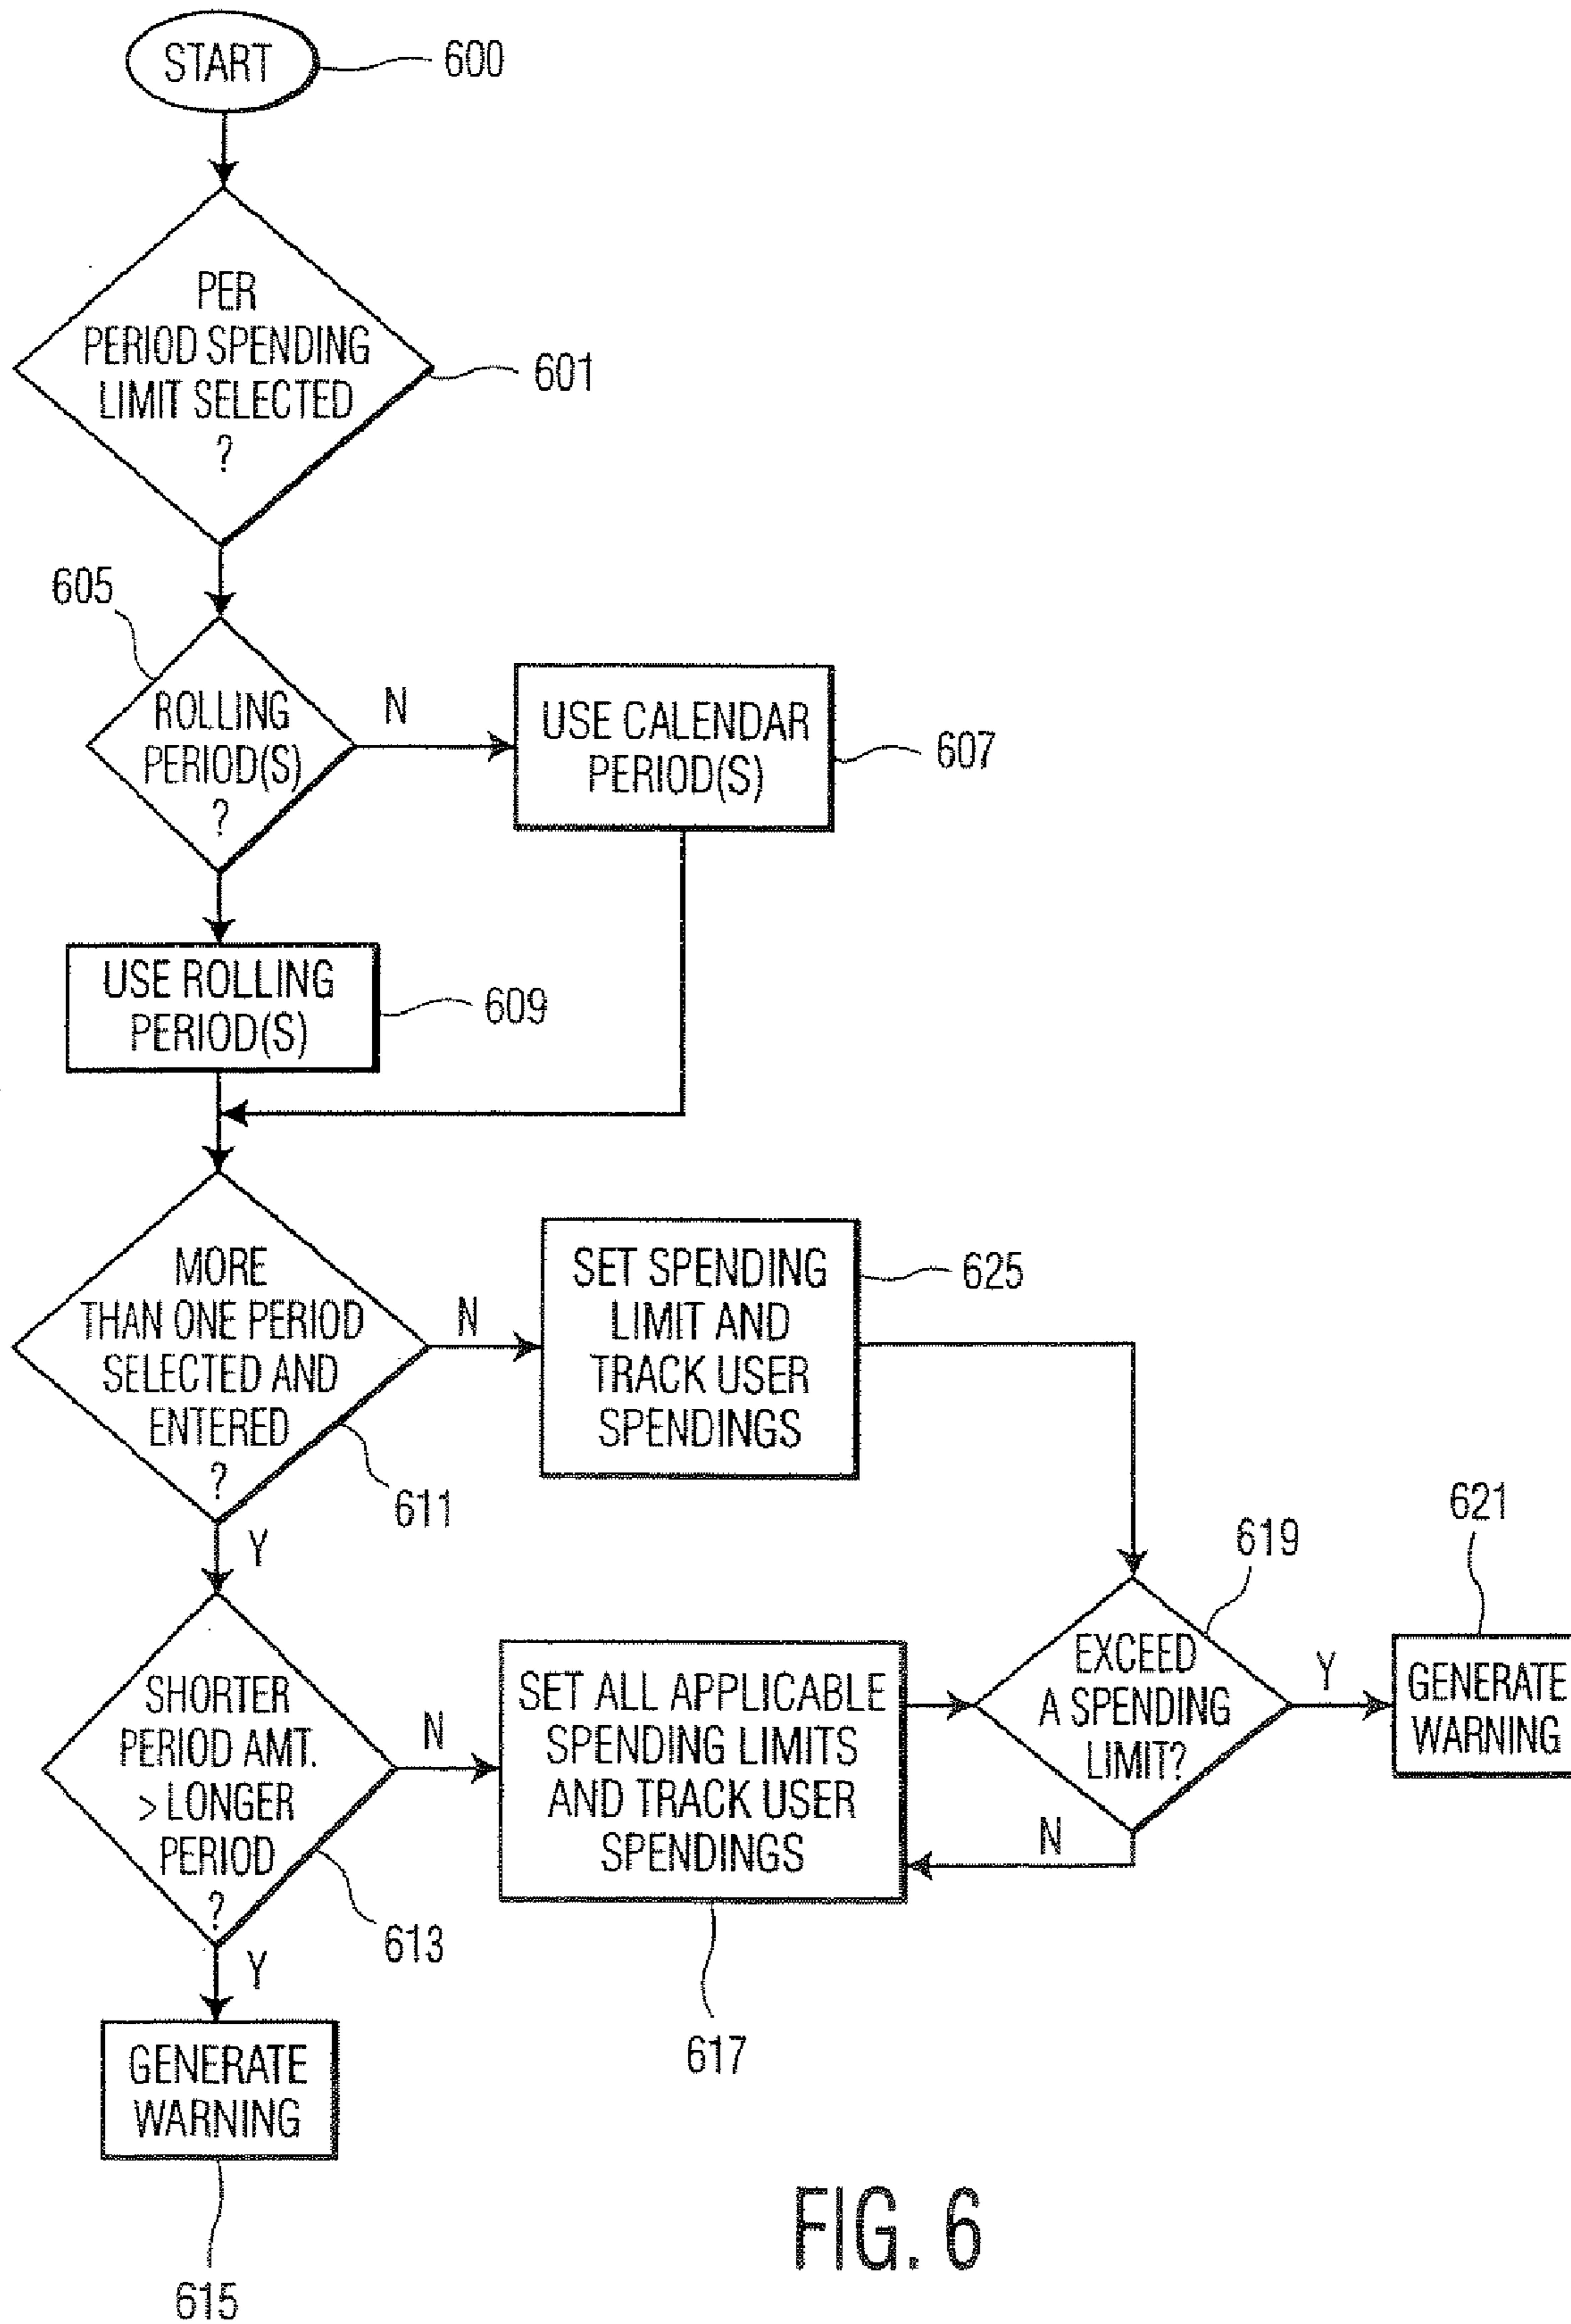 START
600
PER
PERIOD SPENDING
LIMIT SELECTED
?
601
605
ROLLING
PERIOD(S)
?
N
USE CALENDAR
PERIOD(S)
607
USE ROLLING
PERIOD(S)
609
MORE
THAN ONE PERIOD
SELECTED AND
ENTERED
?
611
N
SET SPENDING
LIMIT AND
TRACK USER
SPENDINGS
625
Y
SHORTER
PERIOD AMT.
> LONGER
PERIOD
?
613
N
SET ALL APPLICABLE
SPENDING LIMITS
AND TRACK USER
SPENDINGS
617
619
EXCEED
A SPENDING
LIMIT?
N
Y
621
GENERATE
WARNING
Y
GENERATE
WARNING
615
FIG. 6